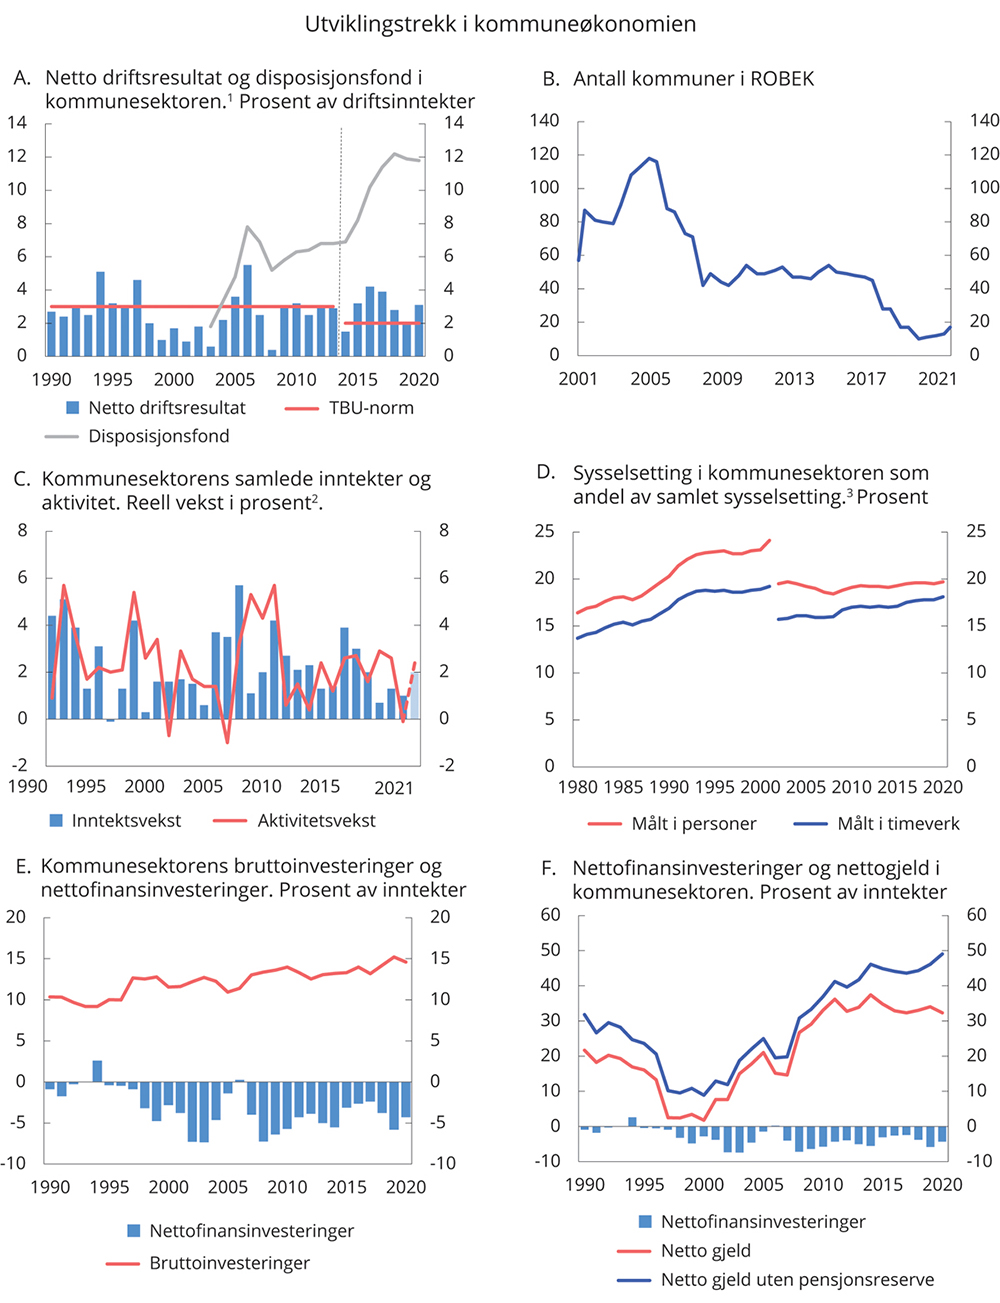 Utviklingstrekk i kommuneøkonomien
A. Netto driftsresultat og disposisjonsfond i
kommunesektoren.¹ Prosent av driftsinntekter
14 14
12 12
10 10
8 8
6 6
4 4
2 2
0 0
1990 1995 2000 2005 2010 2015 2020
Netto driftsresultat TBU-norm
Disposisjonsfond
B. Antall kommuner i ROBEK
140 140
120 120
100 100
80 80
60 60
40 40
20 20
0 0
2001 2005 2009 2013 2017 2021
C. Kommunesektorens samlede inntekter og
aktivitet. Reell vekst i prosent².
8 8
6 6
4 4
2 2
0 0
-2 -2
1990 1995 2000 2005 2010 2015 2021
Inntektsvekst Aktivitetsvekst
D. Sysselsetting i kommunesektoren som
andel av samlet sysselsetting.³ Prosent
25 25
20 20
15 15
10 10
5 5
0 0
1980 1985 1990 1995 2000 2005 2010 2015 2020
Målt i personer Målt i timeverk
E. Kommunesektorens bruttoinvesteringer og
nettofinansinvesteringer. Prosent av inntekter
20 20
15 15
10 10
5 5
0 0
-5 -5
-10 -10
1990 1995 2000 2005 2010 2015 2020
Nettofinansinvesteringer
Bruttoinvesteringer
F. Nettofinansinvesteringer og nettogjeld i
kommunesektoren. Prosent av inntekter
60 60
50 50
40 40
30 30
20 20
10 10
0 0
-10 -10
1990 1995 2000 2005 2010 2015 2020
Nettofinansinvesteringer
Netto gjeld
Netto gjeld uten pensjonsreserve